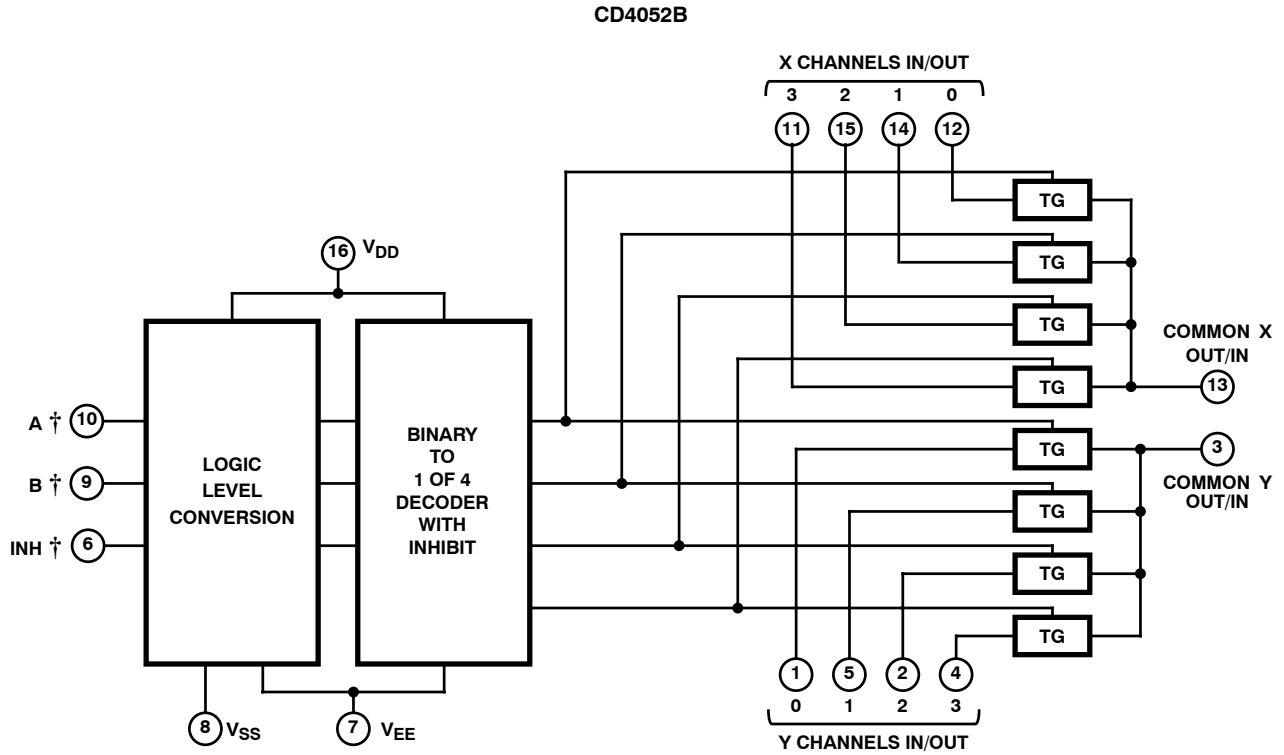 CD4052B
X CHANNELS IN/OUT
3 2 1 0
11 15 14 12
TG
16 VDD
TG
TG
COMMON X
OUT/IN
TG
13
A † 10
TG
3
LOGIC
LEVEL
CONVERSION
BINARY
TO
1 OF 4
DECODER
WITH
INHIBIT
B † 9
COMMON Y
OUT/IN
TG
INH † 6
TG
TG
1 5 2 4
0 1 2 3
8 VSS
7 VEE
Y CHANNELS IN/OUT